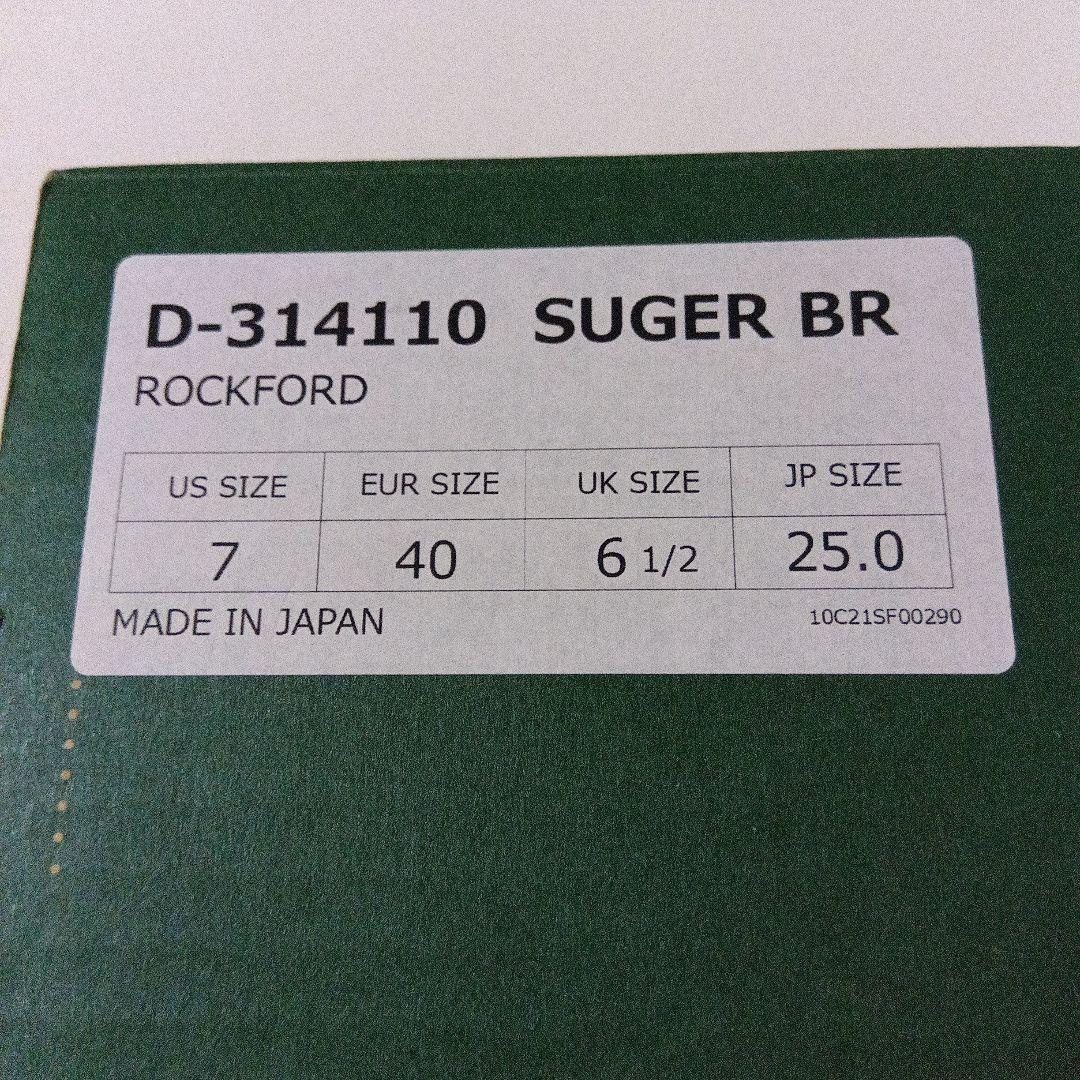 D-314110 SUGER BR
ROCKFORD
US SIZE EUR SIZE UK SIZE JP SIZE
7 40 6 1/2 25.0
MADE IN JAPAN 10C21SF00290